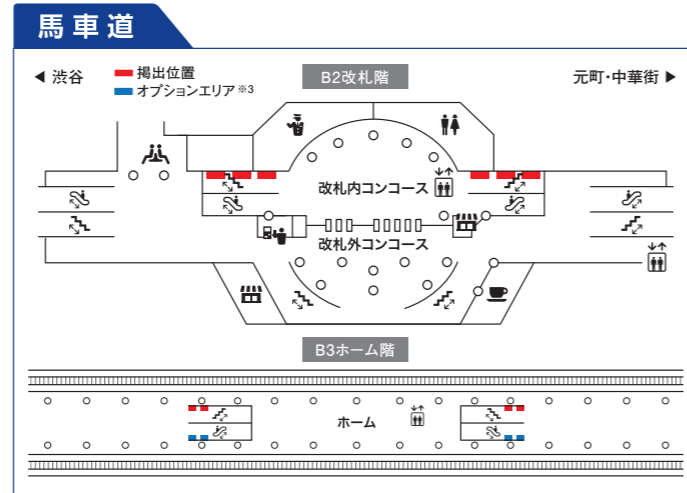 馬車道
◀ 渋谷
掲出位置
オプションエリア※3
B2改札階
元町・中華街 ▶
改札内コンコース
改札外コンコース
B3ホーム階
ホーム